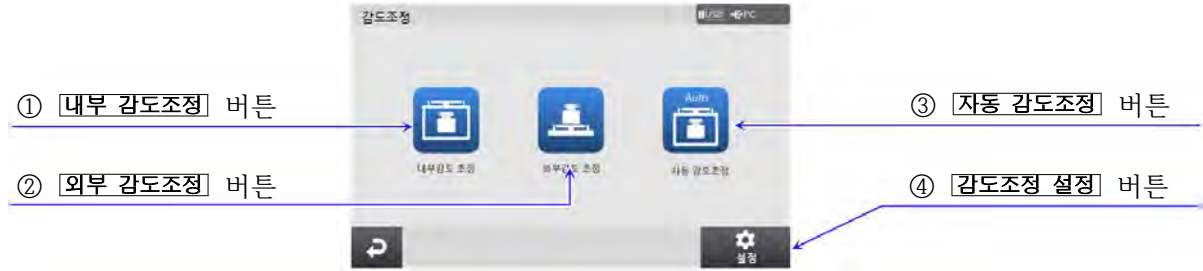 감도조정
USB PC
① 내부 감도조정 버튼
② 외부 감도조정 버튼
Auto
내부감도 조정
외부감도 조정
자동 감도조정
③ 자동 감도조정 버튼
④ 감도조정 설정 버튼
설정